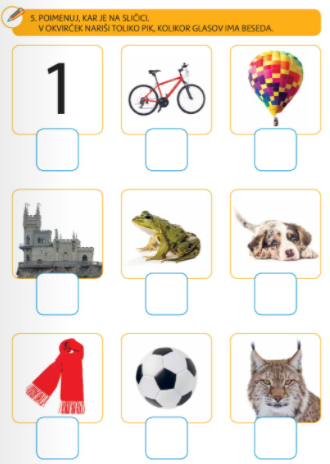 5. POIMENUJ, KAR JE NA SLIČICI,
V OKVIRČEK NARIŠI TOLIKO PIK, KOLIKOR GLASOV IMA BESEDA.
1